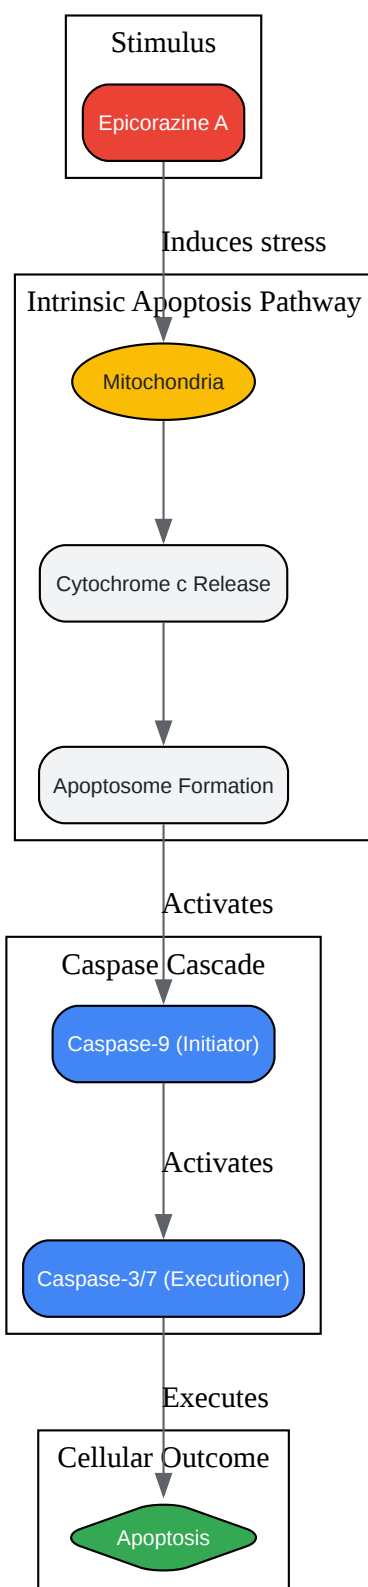 Stimulus
Epicorazine A
Induces stress
Intrinsic Apoptosis Pathway
Mitochondria
Cytochrome c Release
Apoptosome Formation
Activates
Caspase Cascade
Caspase-9 (Initiator)
Activates
Caspase-3/7 (Executioner)
Executes
Cellular Outcome
Apoptosis